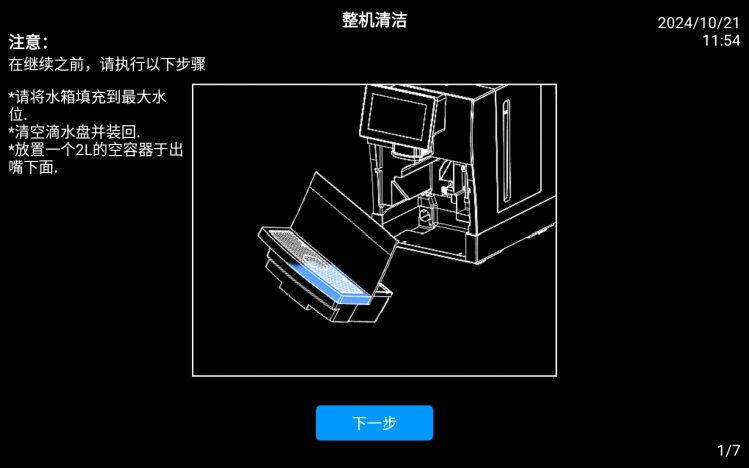 整机清洁
2024/10/21
11:54
注意：
在继续之前，请执行以下步骤
*请将水箱填充到最大水
位.
*清空滴水盘并装回.
*放置一个2L的空容器于出
嘴下面.
下一步
1/7